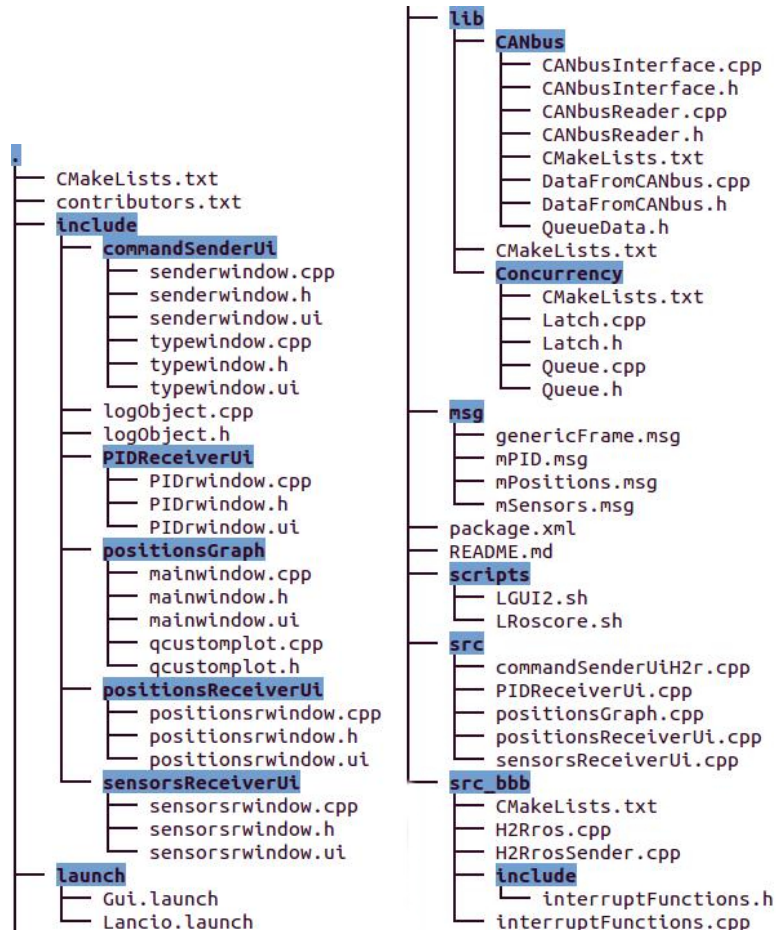 .
CMakeLists.txt
contributors.txt
include
commandSenderUi
senderwindow.cpp
senderwindow.h
senderwindow.ui
typewindow.cpp
typewindow.h
typewindow.ui
logObject.cpp
logObject.h
PIDReceiverUi
PIDrwindow.cpp
PIDrwindow.h
PIDrwindow.ui
positionsGraph
mainwindow.cpp
mainwindow.h
mainwindow.ui
qcustomplot.cpp
qcustomplot.h
positionsReceiverUi
positionsrwindow.cpp
positionsrwindow.h
positionsrwindow.ui
sensorsReceiverUi
sensorsrwindow.cpp
sensorsrwindow.h
sensorsrwindow.ui
launch
Gui.launch
Lancio.launch
lib
CANbus
CANbusInterface.cpp
CANbusInterface.h
CANbusReader.cpp
CANbusReader.h
CMakeLists.txt
DataFromCANbus.cpp
DataFromCANbus.h
QueueData.h
CMakeLists.txt
Concurrency
CMakeLists.txt
Latch.cpp
Latch.h
Queue.cpp
Queue.h
msg
genericFrame.msg
mPID.msg
mPositions.msg
mSensors.msg
package.xml
README.md
scripts
LGUI2.sh
LRoscore.sh
src
commandSenderUiH2r.cpp
PIDReceiverUi.cpp
positionsGraph.cpp
positionsReceiverUi.cpp
sensorsReceiverUi.cpp
src_bbb
CMakeLists.txt
H2Rros.cpp
H2RrosSender.cpp
include
interruptFunctions.h
interruptFunctions.cpp